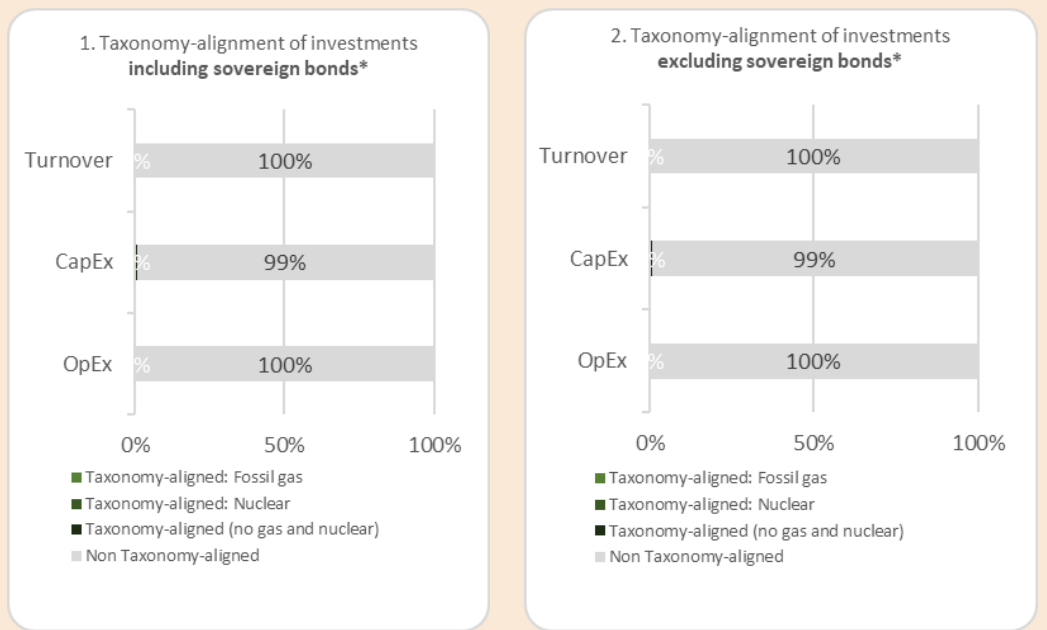 1. Taxonomy-alignment of investments
including sovereign bonds*
Turnover
%
100%
CapEx
%
99%
OpEx
%
100%
0%
50%
100%
Taxonomy-aligned: Fossil gas
Taxonomy-aligned: Nuclear
Taxonomy-aligned (no gas and nuclear)
Non Taxonomy-aligned
2. Taxonomy-alignment of investments
excluding sovereign bonds*
Turnover
%
100%
CapEx
%
99%
OpEx
%
100%
0%
50%
100%
Taxonomy-aligned: Fossil gas
Taxonomy-aligned: Nuclear
Taxonomy-aligned (no gas and nuclear)
Non Taxonomy-aligned